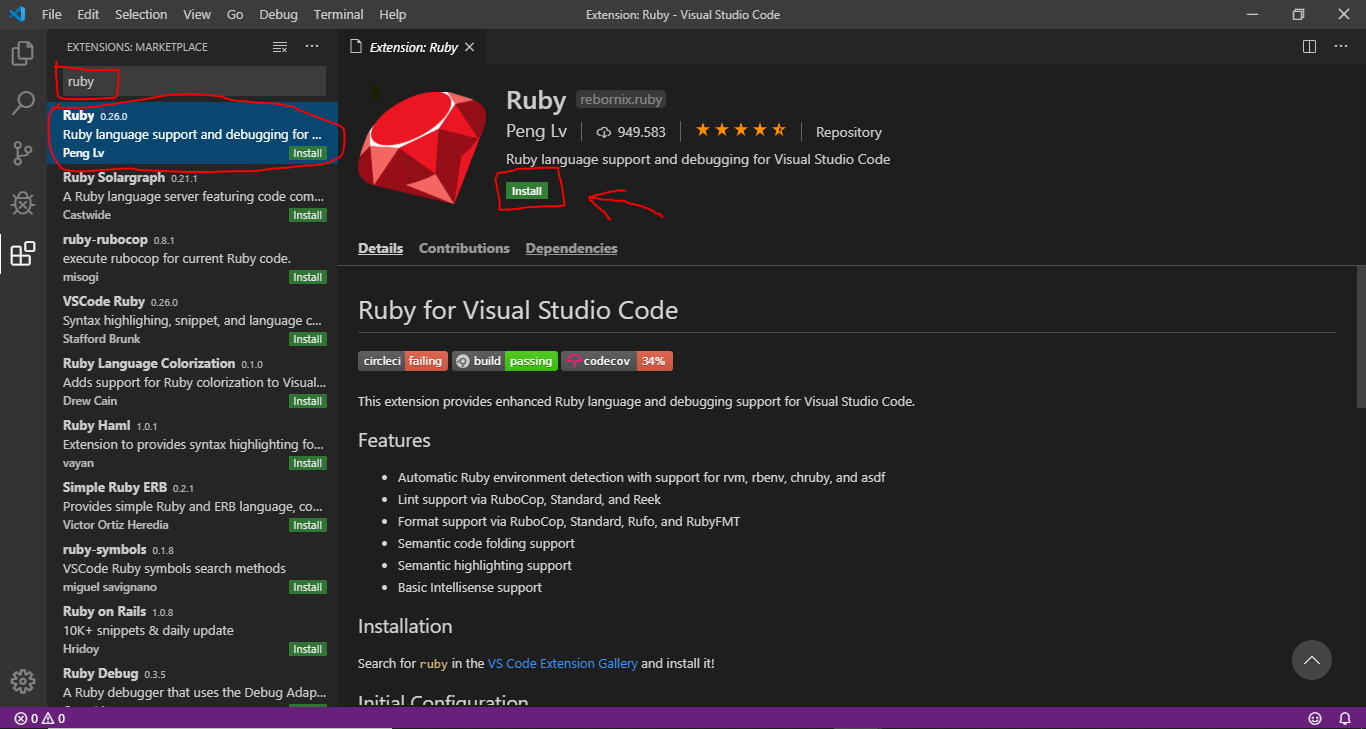 File Edit Selection View Go Debug Terminal Help
Extension: Ruby - Visual Studio Code
EXTENSIONS: MARKETPLACE
ruby
Ruby 0.26.0
Ruby language support and debugging for ...
Peng Lv Install
Ruby Solargraph 0.21.1
A Ruby language server featuring code com...
Castwide Install
ruby-rubocop 0.8.1
execute rubocop for current Ruby code.
misogi Install
VSCode Ruby 0.26.0
Syntax highlighing, snippet, and language c...
Stafford Brunk Install
Ruby Language Colorization 0.1.0
Adds support for Ruby colorization to Visual...
Drew Cain Install
Ruby Haml 1.0.1
Extension to provides syntax highlighting fo...
vayan Install
Simple Ruby ERB 0.2.1
Provides simple Ruby and ERB language, co...
Victor Ortiz Heredia Install
ruby-symbols 0.1.8
VSCode Ruby symbols search methods
miguel savignano Install
Ruby on Rails 1.0.8
10K+ snippets & daily update
Hridoy Install
Ruby Debug 0.3.5
A Ruby debugger that uses the Debug Adap...
Extension: Ruby
Ruby rebornix.ruby
Peng Lv 949.583 Repository
Ruby language support and debugging for Visual Studio Code
Install
Details Contributions Dependencies
Ruby for Visual Studio Code
circleci failing build passing codecov 34%
This extension provides enhanced Ruby language and debugging support for Visual Studio Code.
Features
• Automatic Ruby environment detection with support for rvm, rbenv, chruby, and asdf
• Lint support via RuboCop, Standard, and Reek
• Format support via RuboCop, Standard, Rufo, and RubyFMT
• Semantic code folding support
• Semantic highlighting support
• Basic Intellisense support
Installation
Search for ruby in the VS Code Extension Gallery and install it!
Initial Configuration
0 0